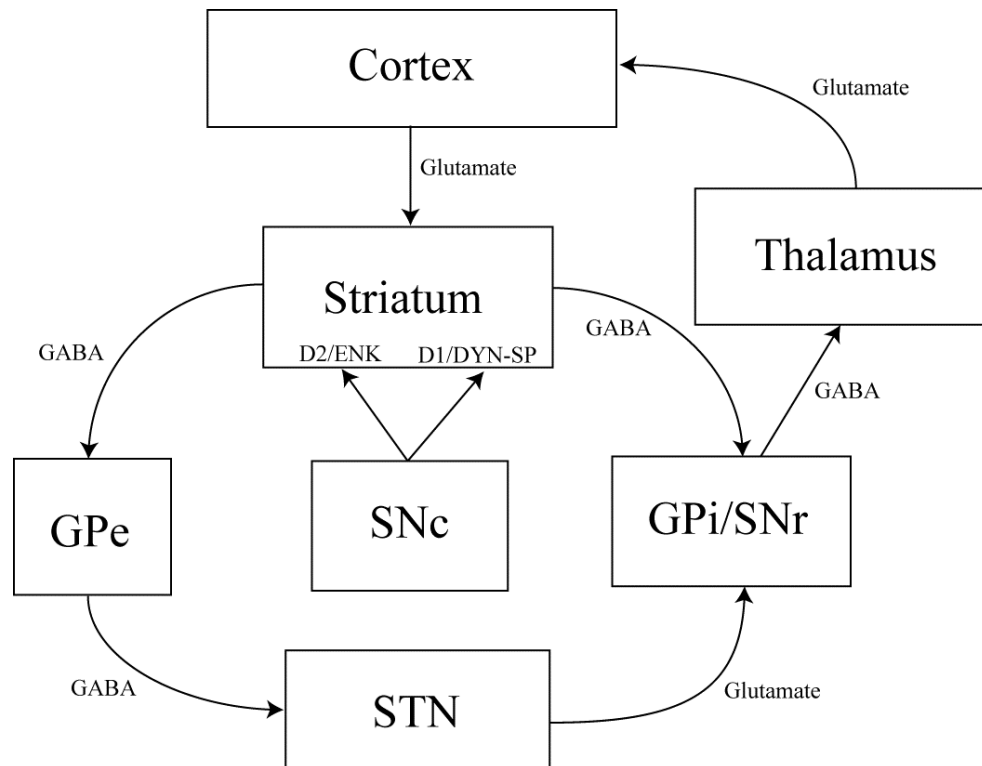 Cortex
Glutamate
Glutamate
Thalamus
Striatum
D2/ENK
D1/DYN-SP
GABA
GABA
GABA
GPe
SNc
GPi/SNr
GABA
STN
Glutamate